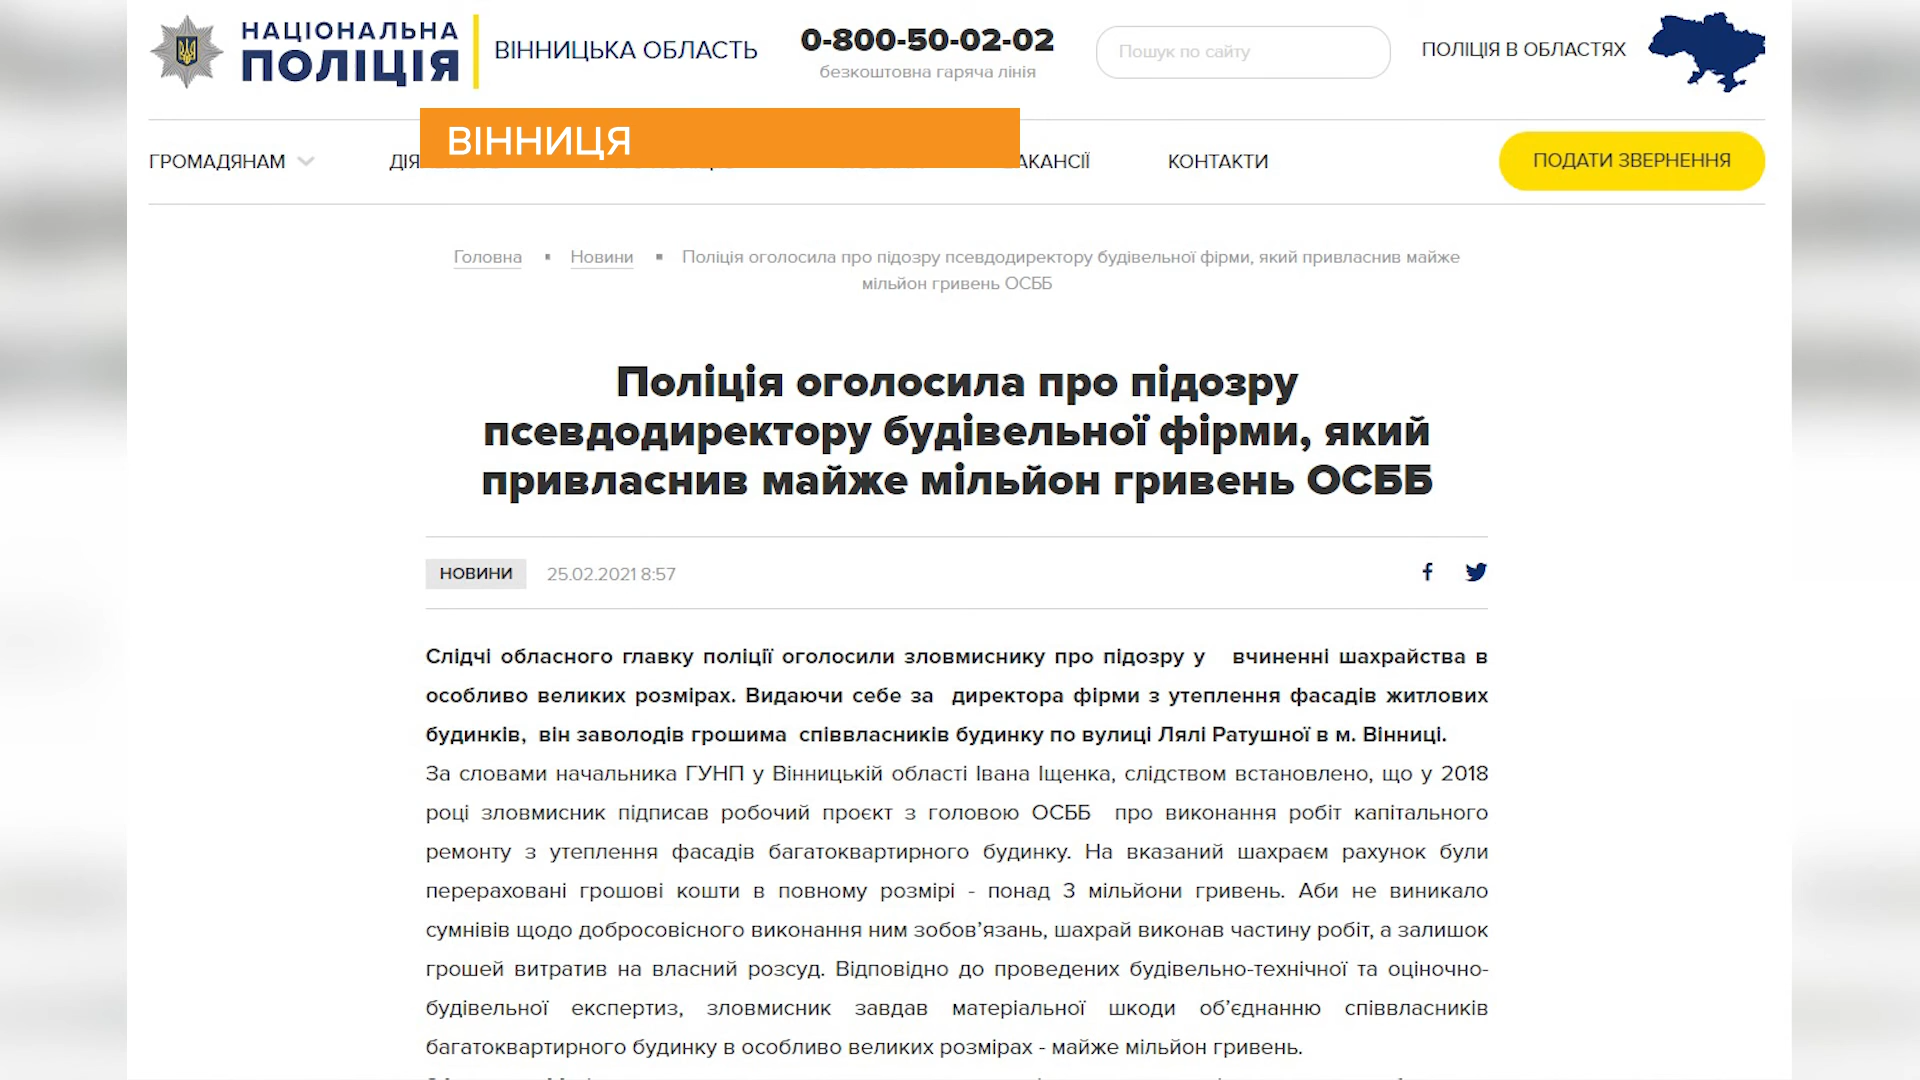 НАЦІОНАЛЬНА
ПОЛІЦІЯ
ВІННИЦЬКА ОБЛАСТЬ
0-800-50-02-02
безкоштовна гаряча лінія
Пошук по сайту
ПОЛІЦІЯ В ОБЛАСТЯХ
ВІННИЦЯ
ГРОМАДЯНАМ
КОНТАКТИ
ПОДАТИ ЗВЕРНЕННЯ
Головна ▪ Новини ▪ Поліція оголосила про підозру псевдодиректору будівельної фірми, який привласнив майже
мільйон гривень ОСББ
Поліція оголосила про підозру
псевдодиректору будівельної фірми, який
привласнив майже мільйон гривень ОСББ
НОВИНИ 25.02.2021 8:57
Слідчі обласного главку поліції оголосили зловмиснику про підозру у вчиненні шахрайства в
особливо великих розмірах. Видаючи себе за директора фірми з утеплення фасадів житлових
будинків, він заволодів грошима співвласників будинку по вулиці Лялі Ратушної в м. Вінниці.
За словами начальника ГУНП у Вінницькій області Івана Іщенка, слідством встановлено, що у 2018
році зловмисник підписав робочий проєкт з головою ОСББ про виконання робіт капітального
ремонту з утеплення фасадів багатоквартирного будинку. На вказаний шахраєм рахунок були
перераховані грошові кошти в повному розмірі - понад 3 мільйони гривень. Аби не виникало
сумнівів щодо добросовісного виконання ним зобов’язань, шахрай виконав частину робіт, а залишок
грошей витратив на власний розсуд. Відповідно до проведених будівельно-технічної та оціночно-
будівельної експертиз, зловмисник завдав матеріальної шкоди об’єднанню співвласників
багатоквартирного будинку в особливо великих розмірах - майже мільйон гривень.